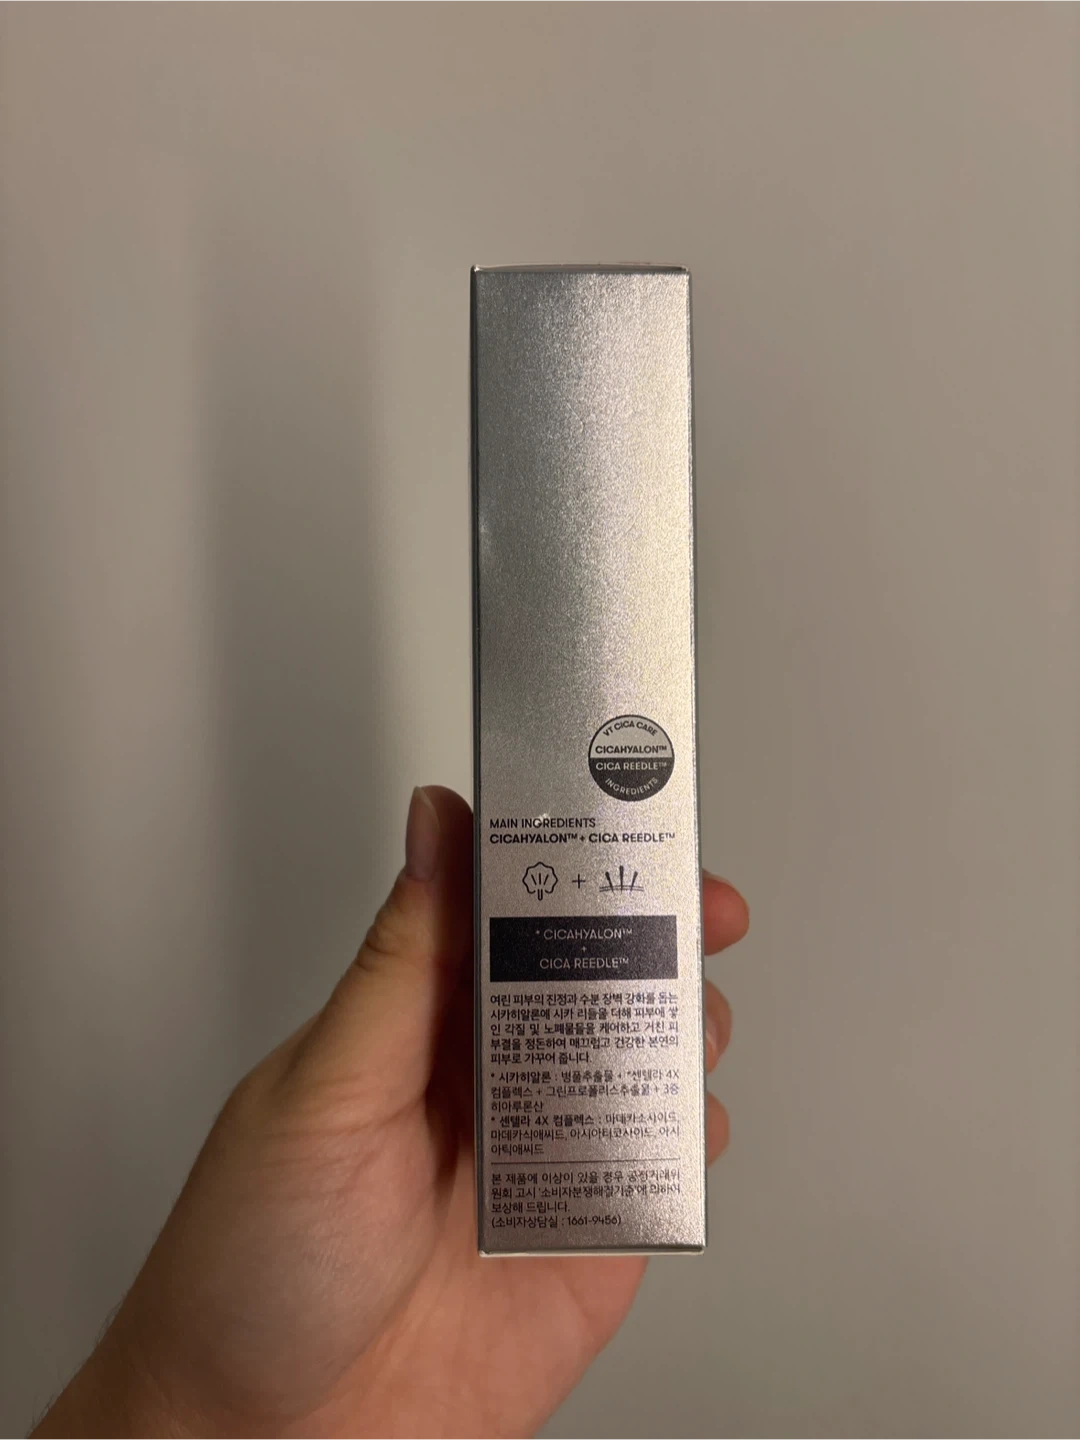 VT CICA CARE
CICAHYALON™
CICA REEDLE™
INGREDIENTS
MAIN INGREDIENTS
CICAHYALON™ + CICA REEDLE™
+
* CICAHYALON™
+
CICA REEDLE™
여린 피부의 진정과 수분 장벽 강화를 돕는
시카히알론에 시카 리들을 더해 피부에 쌓
인 각질 및 노폐물들을 케어하고 거친 피
부결을 정돈하여 매끄럽고 건강한 본연의
피부로 가꾸어 줍니다.
* 시카히알론 : 병풀추출물 + *센텔라 4X
컴플렉스 + 그린프로폴리스추출물 + 3중
히아루론산
* 센텔라 4X 컴플렉스 : 마데카소사이드,
마데카식애씨드, 아시아티코사이드, 아시
아틱애씨드
본 제품에 이상이 있을 경우 공정거래위
원회 고시 '소비자분쟁해결기준'에 의하여
보상해 드립니다.
(소비자상담실 : 1661-9456)